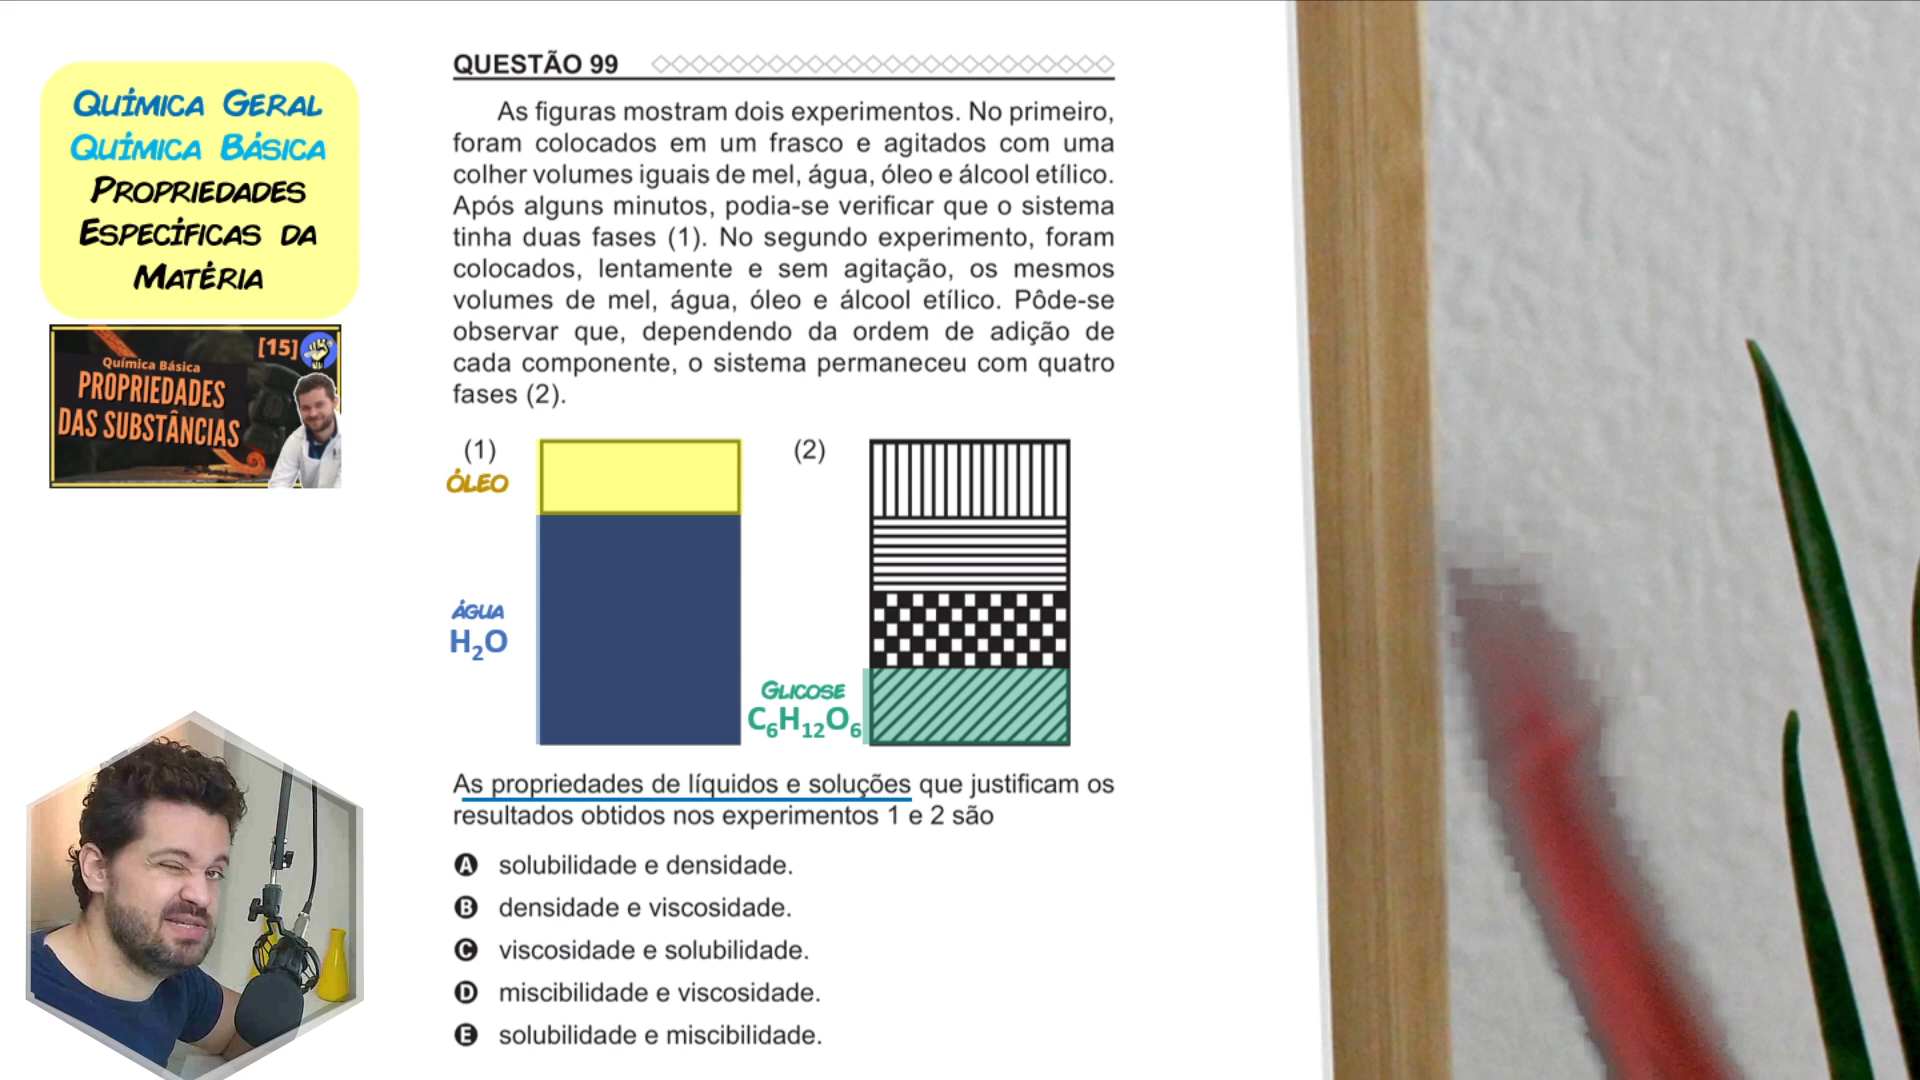 QUÍMICA GERAL
QUÍMICA BÁSICA
PROPRIEDADES
ESPECÍFICAS DA
MATÉRIA
[15]
Química Básica
PROPRIEDADES
DAS SUBSTÂNCIAS
QUESTÃO 99
As figuras mostram dois experimentos. No primeiro,
foram colocados em um frasco e agitados com uma
colher volumes iguais de mel, água, óleo e álcool etílico.
Após alguns minutos, podia-se verificar que o sistema
tinha duas fases (1). No segundo experimento, foram
colocados, lentamente e sem agitação, os mesmos
volumes de mel, água, óleo e álcool etílico. Pôde-se
observar que, dependendo da ordem de adição de
cada componente, o sistema permaneceu com quatro
fases (2).
(1)
ÓLEO
ÁGUA
H₂O
(2)
GLICOSE
C₆H₁₂O₆
As propriedades de líquidos e soluções que justificam os
resultados obtidos nos experimentos 1 e 2 são
A solubilidade e densidade.
B densidade e viscosidade.
C viscosidade e solubilidade.
D miscibilidade e viscosidade.
E solubilidade e miscibilidade.